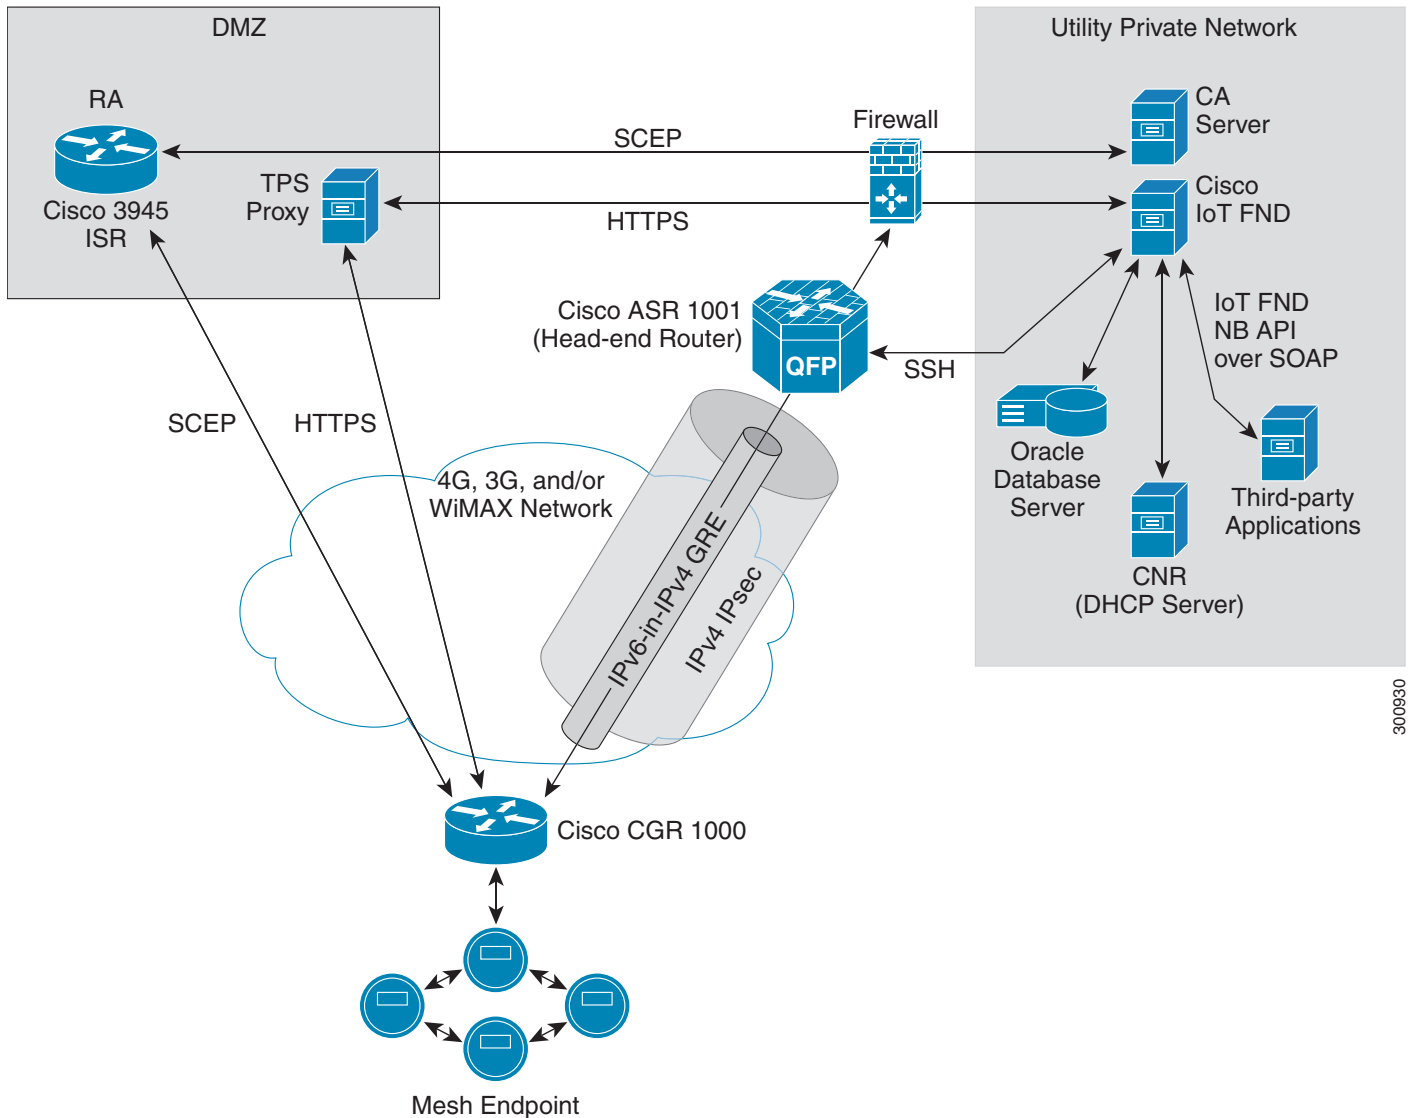 DMZ
Utility Private Network
RA
Cisco 3945
ISR
TPS
Proxy
SCEP
HTTPS
Firewall
CA
Server
Cisco
IoT FND
Cisco ASR 1001
(Head-end Router)
QFP
SSH
IoT FND
NB API
over SOAP
Oracle
Database
Server
Third-party
Applications
CNR
(DHCP Server)
SCEP
HTTPS
4G, 3G, and/or
WiMAX Network
IPv6-in-IPv4 GRE
IPv4 IPsec
300930
Cisco CGR 1000
Mesh Endpoint